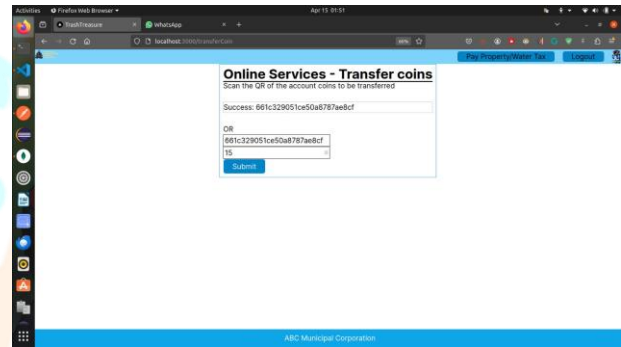 Activities Firefox Web Browser Apr 15 01:51
TrashTreasure WhatsApp
localhost:3000/transferCoin 60%
Pay Property/Water Tax Logout
Online Services - Transfer coins
Scan the QR of the account coins to be transferred
Success: 661c329051ce50a8787ae8cf
OR
661c329051ce50a8787ae8cf
15
Submit
ABC Municipal Corporation